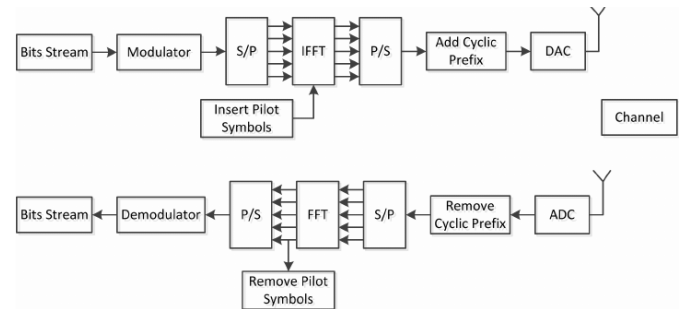 Bits Stream
Modulator
S/P
IFFT
P/S
Add Cyclic
Prefix
DAC
Insert Pilot
Symbols
Channel
Bits Stream
Demodulator
P/S
FFT
S/P
Remove
Cyclic Prefix
ADC
Remove Pilot
Symbols